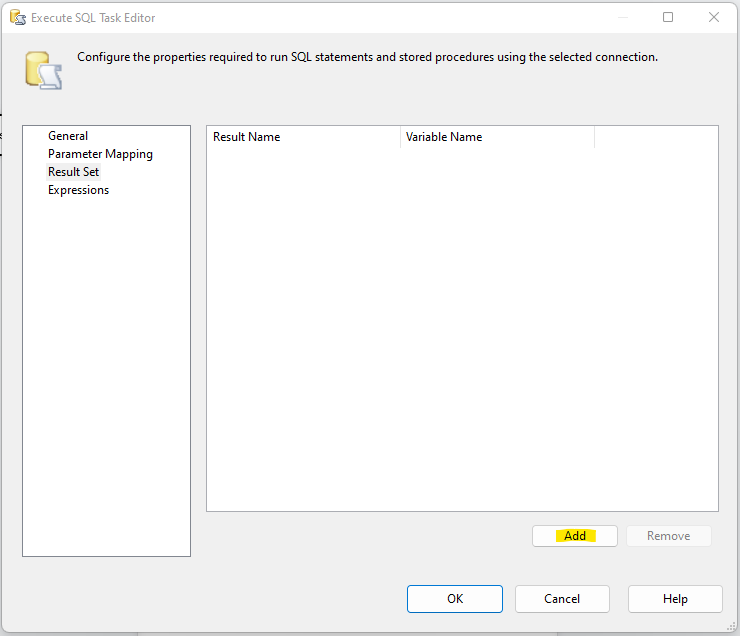 Execute SQL Task Editor
Configure the properties required to run SQL statements and stored procedures using the selected connection.
General
Parameter Mapping
Result Set
Expressions
Result Name Variable Name
Add Remove
OK Cancel Help